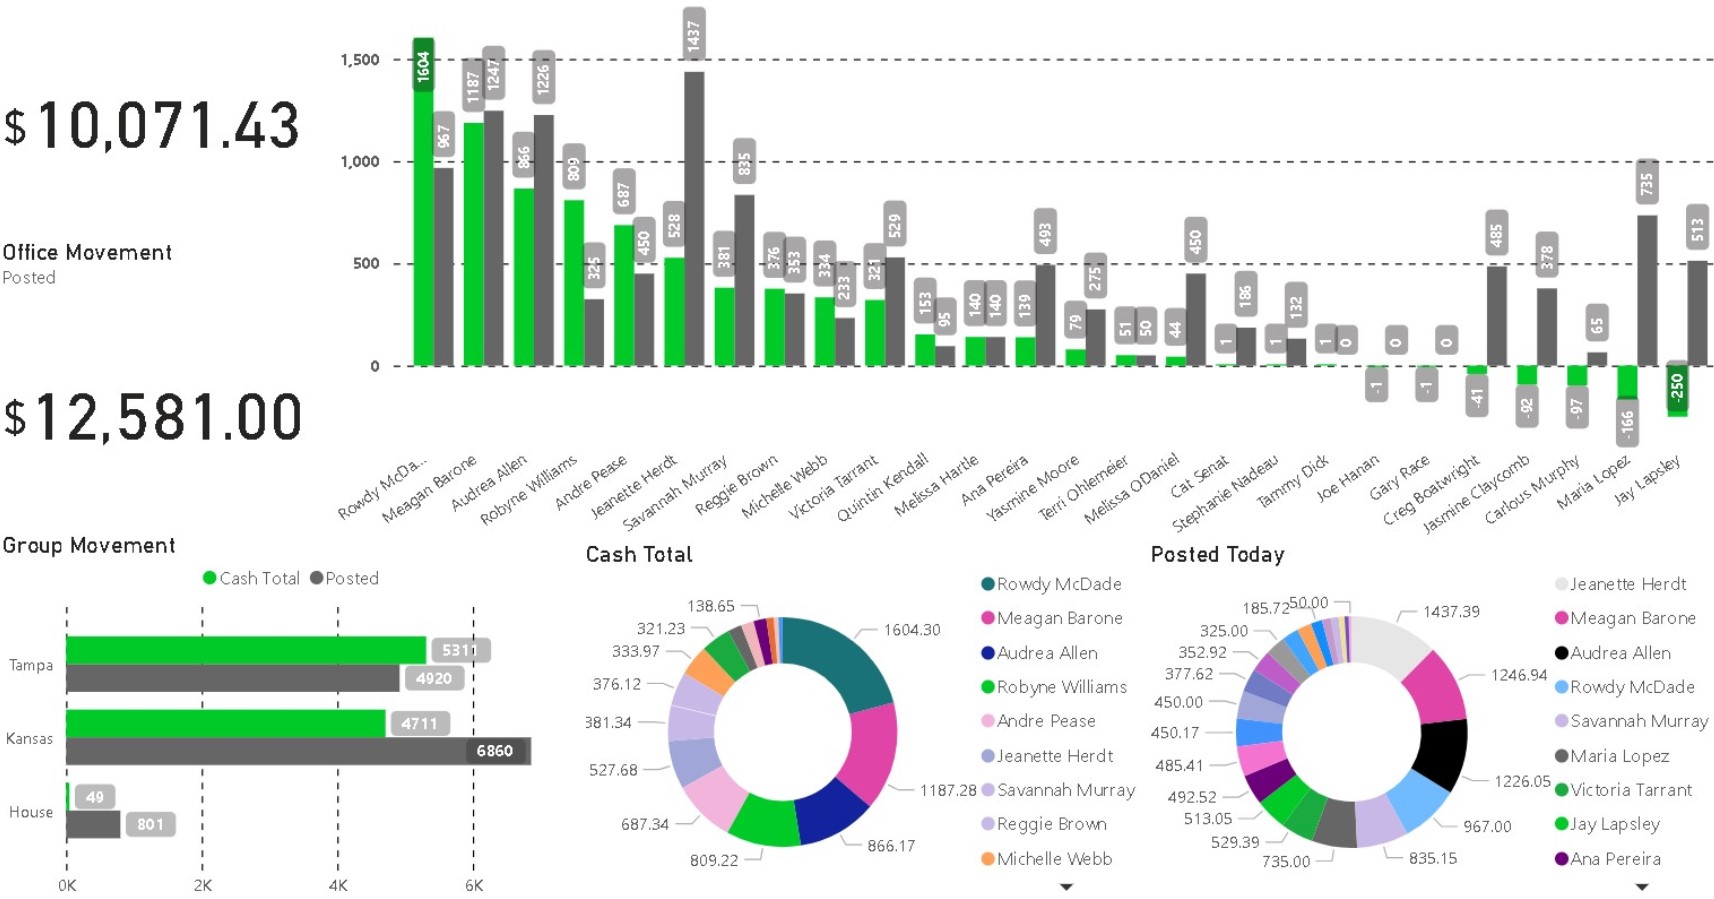 $10,071.43
Office Movement
Posted
$12,581.00
1,500
1,000
500
0
1604
967
1187
1247
866
1226
809
325
687
450
528
1437
381
835
376
353
334
233
321
529
153
95
140
140
139
493
79
275
51
50
44
450
1
186
1
132
1
0
-1
0
-1
0
-41
485
-92
378
-97
65
-166
735
-250
513
Rowdy McDa...
Meagan Barone
Audrea Allen
Robyne Williams
Andre Pease
Jeanette Herdt
Savannah Murray
Reggie Brown
Michelle Webb
Victoria Tarrant
Quintin Kendall
Melissa Hartle
Ana Pereira
Yasmine Moore
Terri Ohlemeier
Melissa ODaniel
Cat Senat
Stephanie Nadeau
Tammy Dick
Joe Hanan
Gary Race
Creg Boatwright
Jasmine Claycomb
Carlous Murphy
Maria Lopez
Jay Lapsley
Group Movement
Cash Total Posted
Tampa
5311
4920
Kansas
4711
6860
House
49
801
0K 2K 4K 6K
Cash Total
138.65
321.23
333.97
376.12
381.34
527.68
687.34
809.22
866.17
1187.28
1604.30
Rowdy McDade
Meagan Barone
Audrea Allen
Robyne Williams
Andre Pease
Jeanette Herdt
Savannah Murray
Reggie Brown
Michelle Webb
Posted Today
50.00
185.72
325.00
352.92
377.62
450.00
450.17
485.41
492.52
513.05
529.39
735.00
835.15
967.00
1226.05
1246.94
1437.39
Jeanette Herdt
Meagan Barone
Audrea Allen
Rowdy McDade
Savannah Murray
Maria Lopez
Victoria Tarrant
Jay Lapsley
Ana Pereira